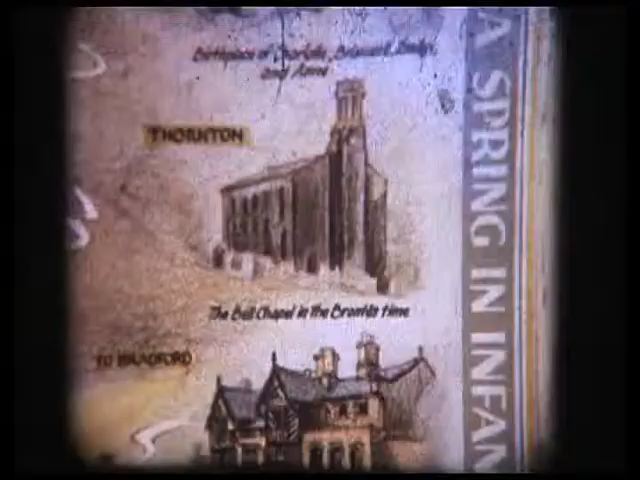 Birthplace of Charlotte, Branwell, Emily,
and Anne
THORNTON
The Bell Chapel in the Brontës time
TO BRADFORD
A SPRING IN INFAN